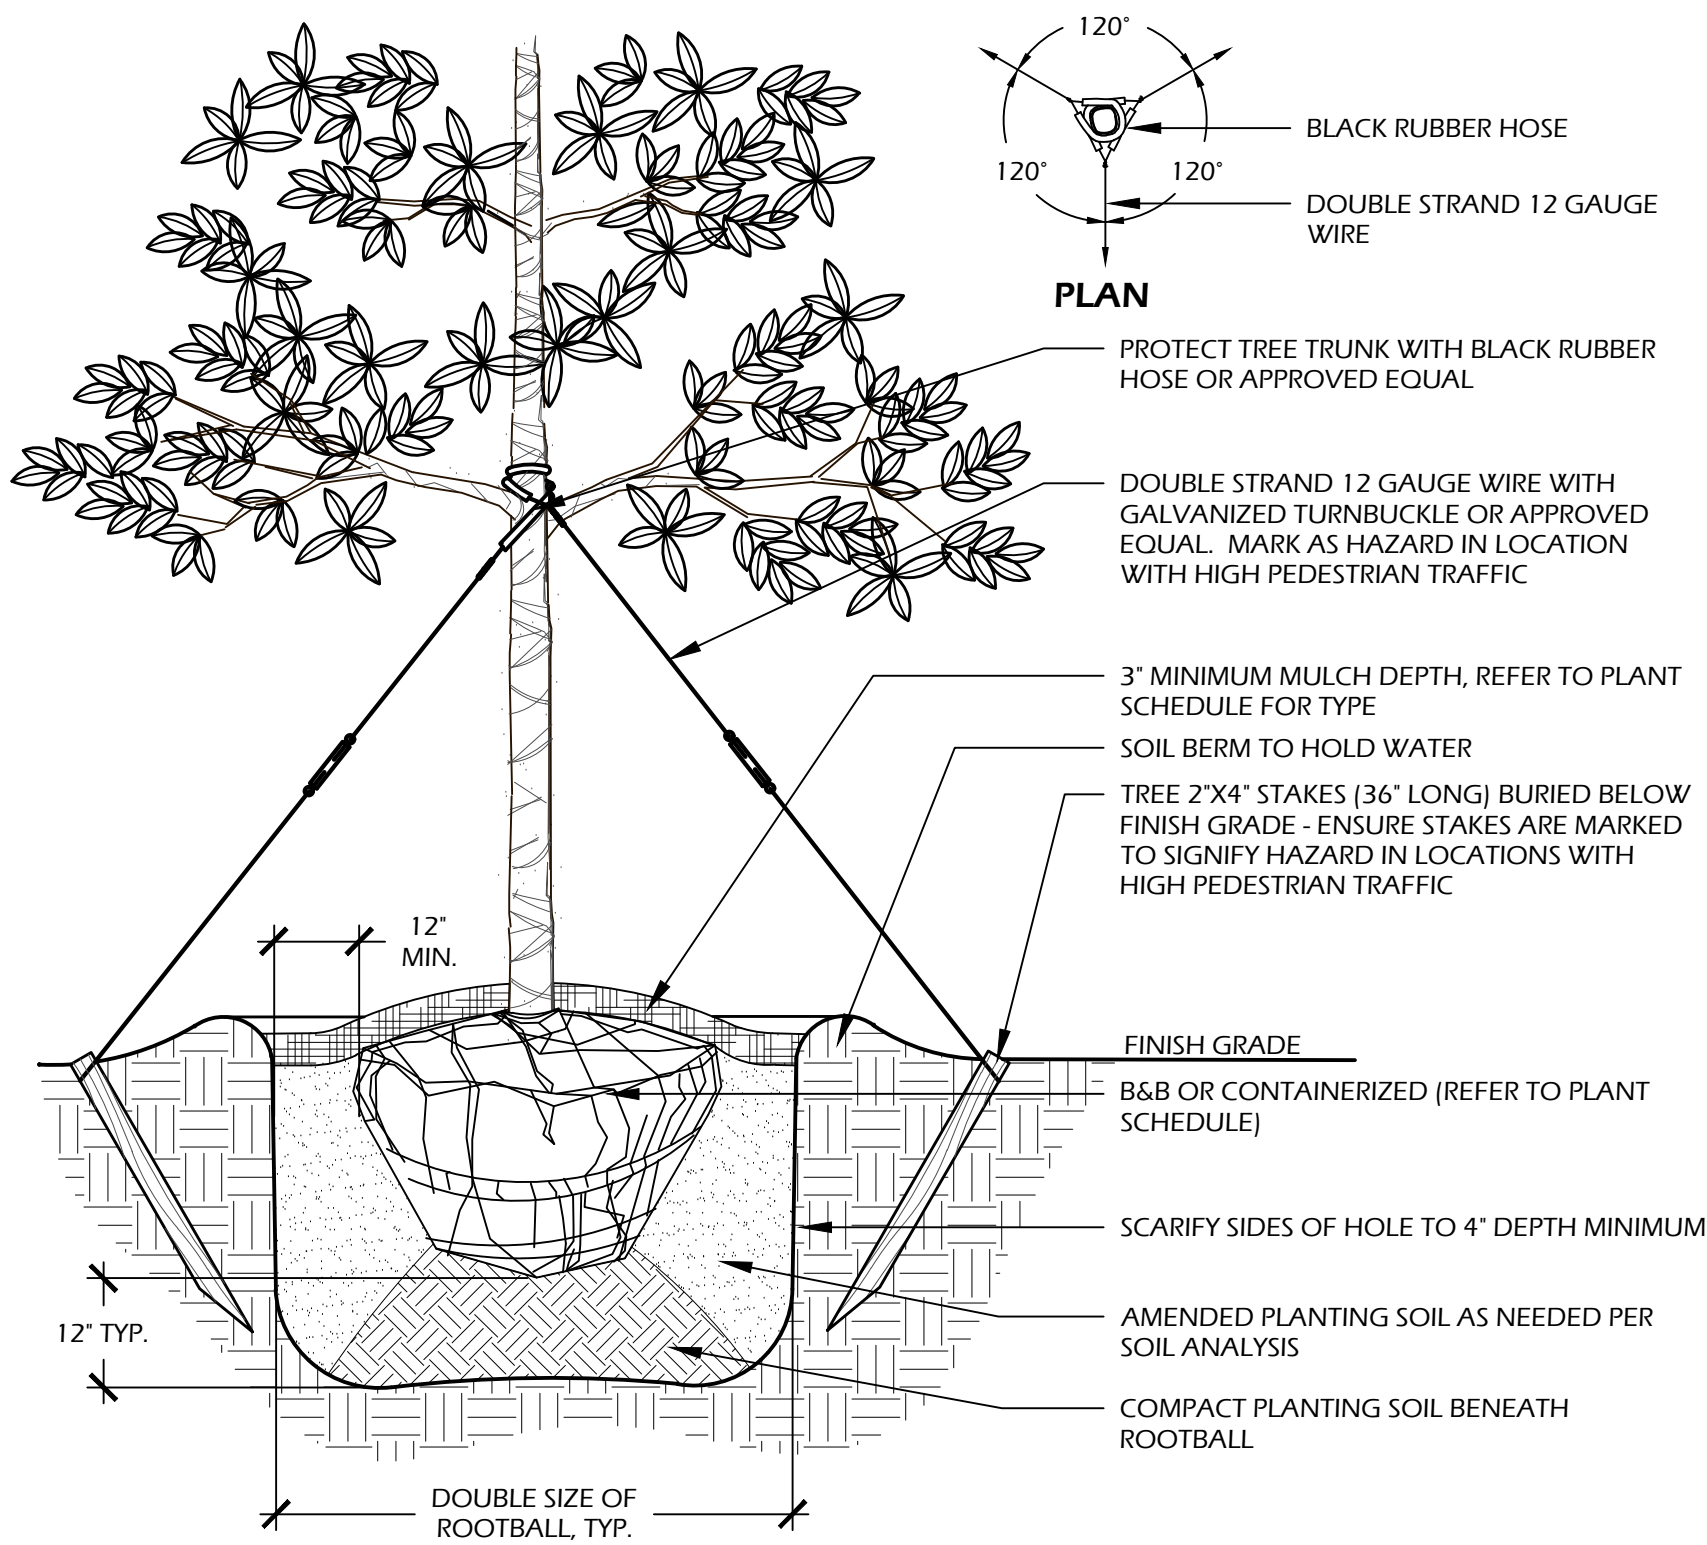 120°
120°
120°
BLACK RUBBER HOSE
DOUBLE STRAND 12 GAUGE
WIRE
PLAN
PROTECT TREE TRUNK WITH BLACK RUBBER
HOSE OR APPROVED EQUAL
DOUBLE STRAND 12 GAUGE WIRE WITH
GALVANIZED TURNBUCKLE OR APPROVED
EQUAL. MARK AS HAZARD IN LOCATION
WITH HIGH PEDESTRIAN TRAFFIC
3" MINIMUM MULCH DEPTH, REFER TO PLANT
SCHEDULE FOR TYPE
SOIL BERM TO HOLD WATER
TREE 2"X4" STAKES (36" LONG) BURIED BELOW
FINISH GRADE - ENSURE STAKES ARE MARKED
TO SIGNIFY HAZARD IN LOCATIONS WITH
HIGH PEDESTRIAN TRAFFIC
12"
MIN.
FINISH GRADE
B&B OR CONTAINERIZED (REFER TO PLANT
SCHEDULE)
SCARIFY SIDES OF HOLE TO 4" DEPTH MINIMUM
12" TYP.
AMENDED PLANTING SOIL AS NEEDED PER
SOIL ANALYSIS
COMPACT PLANTING SOIL BENEATH
ROOTBALL
DOUBLE SIZE OF
ROOTBALL, TYP.